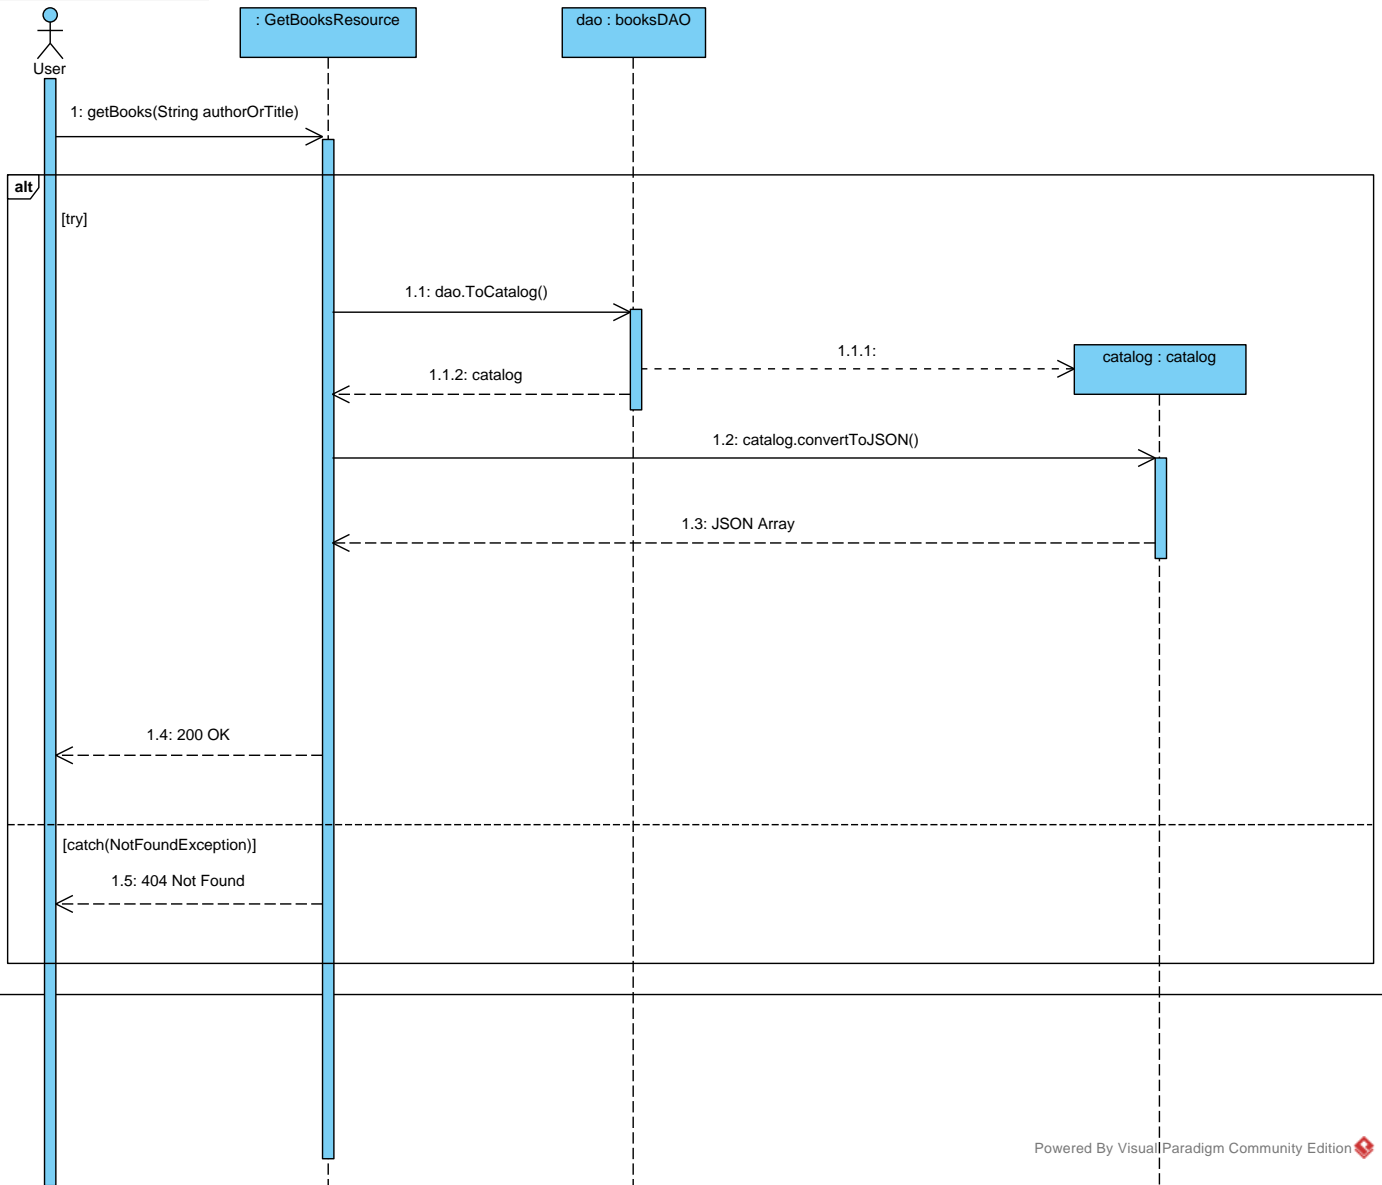 : GetBooksResource
dao : booksDAO
User
1: getBooks(String authorOrTitle)
alt
[try]
1.1: dao.ToCatalog()
1.1.1:
catalog : catalog
1.1.2: catalog
1.2: catalog.convertToJSON()
1.3: JSON Array
1.4: 200 OK
[catch(NotFoundException)]
1.5: 404 Not Found
Powered By Visual Paradigm Community Edition